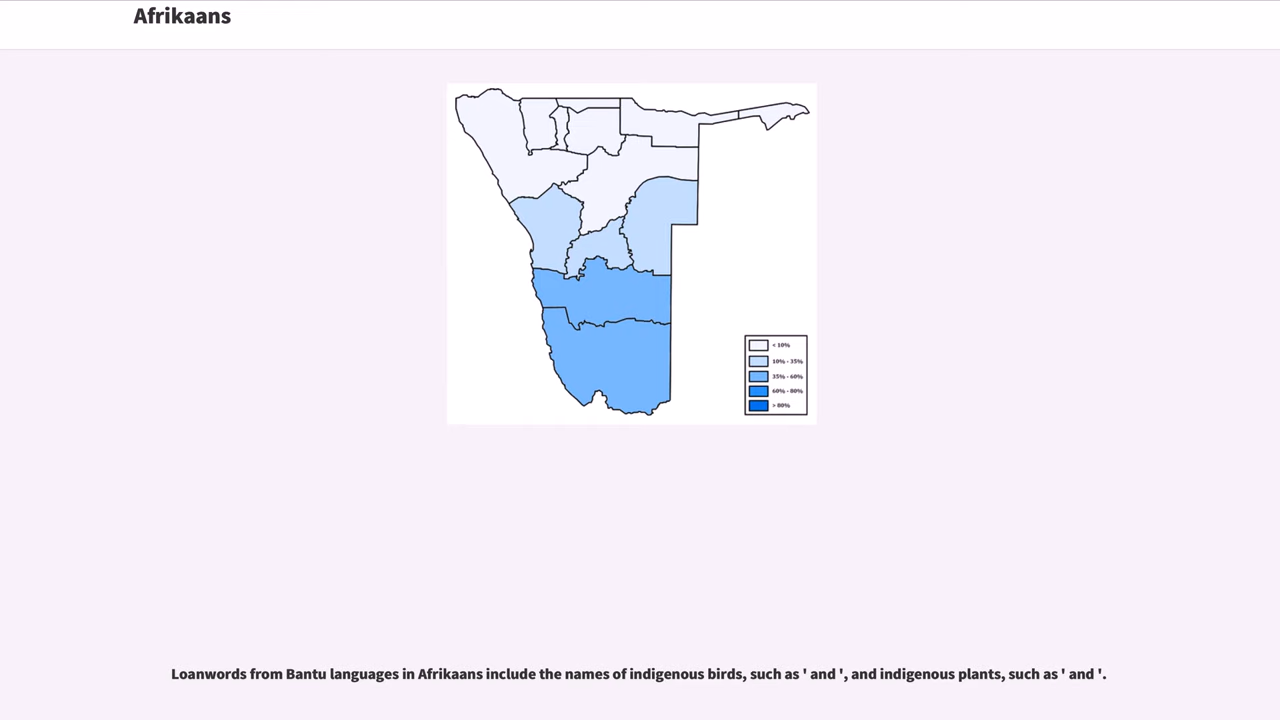 Afrikaans
< 10%
10% - 35%
35% - 60%
60% - 80%
> 80%
Loanwords from Bantu languages in Afrikaans include the names of indigenous birds, such as ' and ', and indigenous plants, such as ' and '.